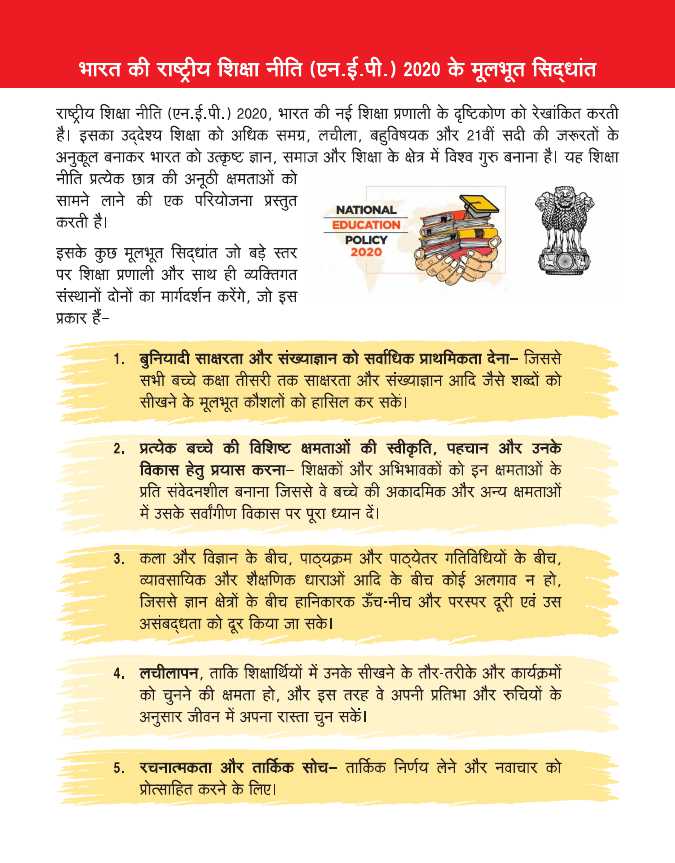 भारत की राष्ट्रीय शिक्षा नीति (एन.ई.पी.) 2020 के मूलभूत सिद्धांत
राष्ट्रीय शिक्षा नीति (एन.ई.पी.) 2020, भारत की नई शिक्षा प्रणाली के दृष्टिकोण को रेखांकित करती
है। इसका उद्देश्य शिक्षा को अधिक समग्र, लचीला, बहुविषयक और 21वीं सदी की जरूरतों के
अनुकूल बनाकर भारत को उत्कृष्ट ज्ञान, समाज और शिक्षा के क्षेत्र में विश्व गुरु बनाना है। यह शिक्षा
नीति प्रत्येक छात्र की अनूठी क्षमताओं को
सामने लाने की एक परियोजना प्रस्तुत
करती है।
NATIONAL
EDUCATION
POLICY
2020
इसके कुछ मूलभूत सिद्धांत जो बड़े स्तर
पर शिक्षा प्रणाली और साथ ही व्यक्तिगत
संस्थानों दोनों का मार्गदर्शन करेंगे, जो इस
प्रकार हैं–
1. बुनियादी साक्षरता और संख्याज्ञान को सर्वाधिक प्राथमिकता देना– जिससे
सभी बच्चे कक्षा तीसरी तक साक्षरता और संख्याज्ञान आदि जैसे शब्दों को
सीखने के मूलभूत कौशलों को हासिल कर सकें।
2. प्रत्येक बच्चे की विशिष्ट क्षमताओं की स्वीकृति, पहचान और उनके
विकास हेतु प्रयास करना– शिक्षकों और अभिभावकों को इन क्षमताओं के
प्रति संवेदनशील बनाना जिससे वे बच्चे की अकादमिक और अन्य क्षमताओं
में उसके सर्वांगीण विकास पर पूरा ध्यान दें।
3. कला और विज्ञान के बीच, पाठ्यक्रम और पाठ्येतर गतिविधियों के बीच,
व्यावसायिक और शैक्षणिक धाराओं आदि के बीच कोई अलगाव न हो,
जिससे ज्ञान क्षेत्रों के बीच हानिकारक ऊँच-नीच और परस्पर दूरी एवं उस
असंबद्धता को दूर किया जा सके।
4. लचीलापन, ताकि शिक्षार्थियों में उनके सीखने के तौर-तरीके और कार्यक्रमों
को चुनने की क्षमता हो, और इस तरह वे अपनी प्रतिभा और रुचियों के
अनुसार जीवन में अपना रास्ता चुन सकें।
5. रचनात्मकता और तार्किक सोच– तार्किक निर्णय लेने और नवाचार को
प्रोत्साहित करने के लिए।